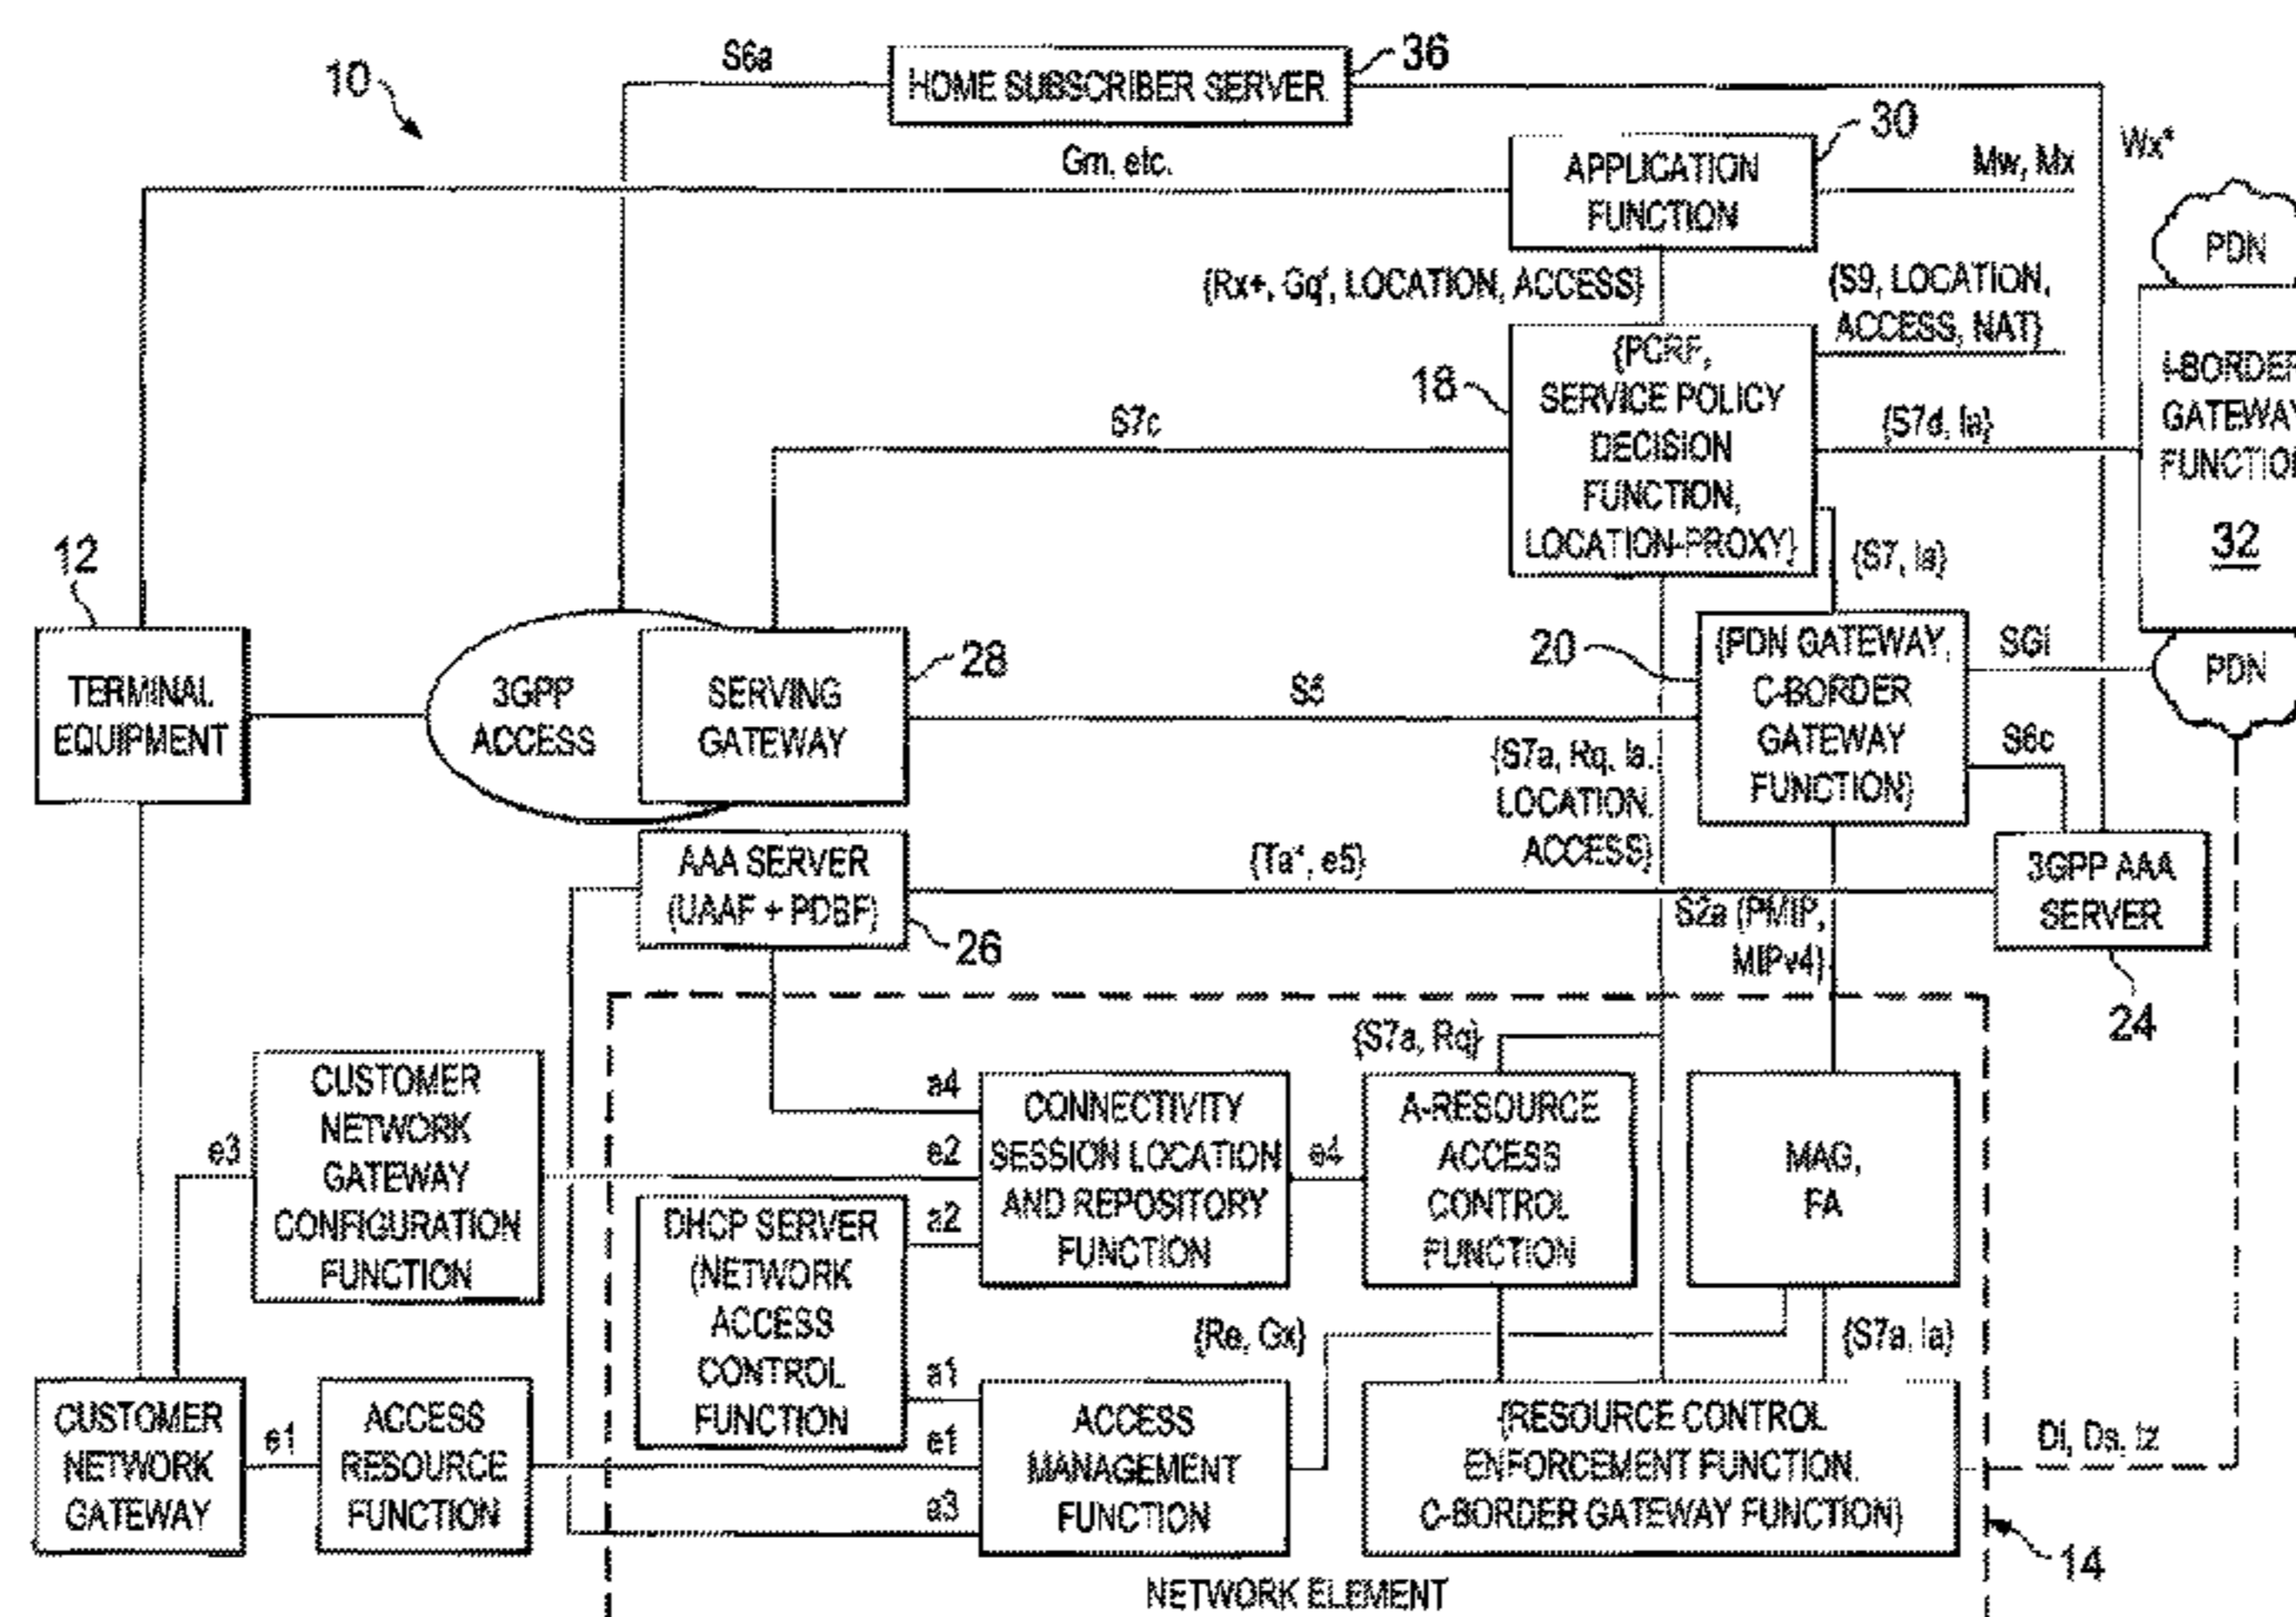 10
S6a
HOME SUBSCRIBER SERVER
36
Gm, etc.
APPLICATION
FUNCTION
30
Mw, Mx
Wx*
PDN
{Rx+, Gq', LOCATION, ACCESS}
{S9, LOCATION,
ACCESS, NAT}
18
{PCRF,
SERVICE POLICY
DECISION
FUNCTION,
LOCATION-PROXY}
S7c
{S7d, Ia}
I-BORDER
GATEWAY
FUNCTION
32
{S7, Ia}
12
TERMINAL
EQUIPMENT
3GPP
ACCESS
SERVING
GATEWAY
28
S5
20
{PDN GATEWAY,
C-BORDER
GATEWAY
FUNCTION}
SGi
PDN
S6c
{S7a, Rq, Ia,
LOCATION,
ACCESS}
AAA SERVER
(UAAF + PDBF)
26
{Ta*, e5}
S2a (PMIP,
MIPv4)
3GPP AAA
SERVER
24
{S7a, Rq}
CUSTOMER
NETWORK
GATEWAY
CONFIGURATION
FUNCTION
e3
a4
e2
a2
CONNECTIVITY
SESSION LOCATION
AND REPOSITORY
FUNCTION
e4
A-RESOURCE
ACCESS
CONTROL
FUNCTION
MAG,
FA
DHCP SERVER
(NETWORK
ACCESS
CONTROL
FUNCTION
{Re, Gx}
{S7a, Ia}
CUSTOMER
NETWORK
GATEWAY
e1
ACCESS
RESOURCE
FUNCTION
a1
e1
a3
ACCESS
MANAGEMENT
FUNCTION
{RESOURCE CONTROL
ENFORCEMENT FUNCTION,
C-BORDER GATEWAY FUNCTION}
Di, Ds, Iz
14
NETWORK ELEMENT